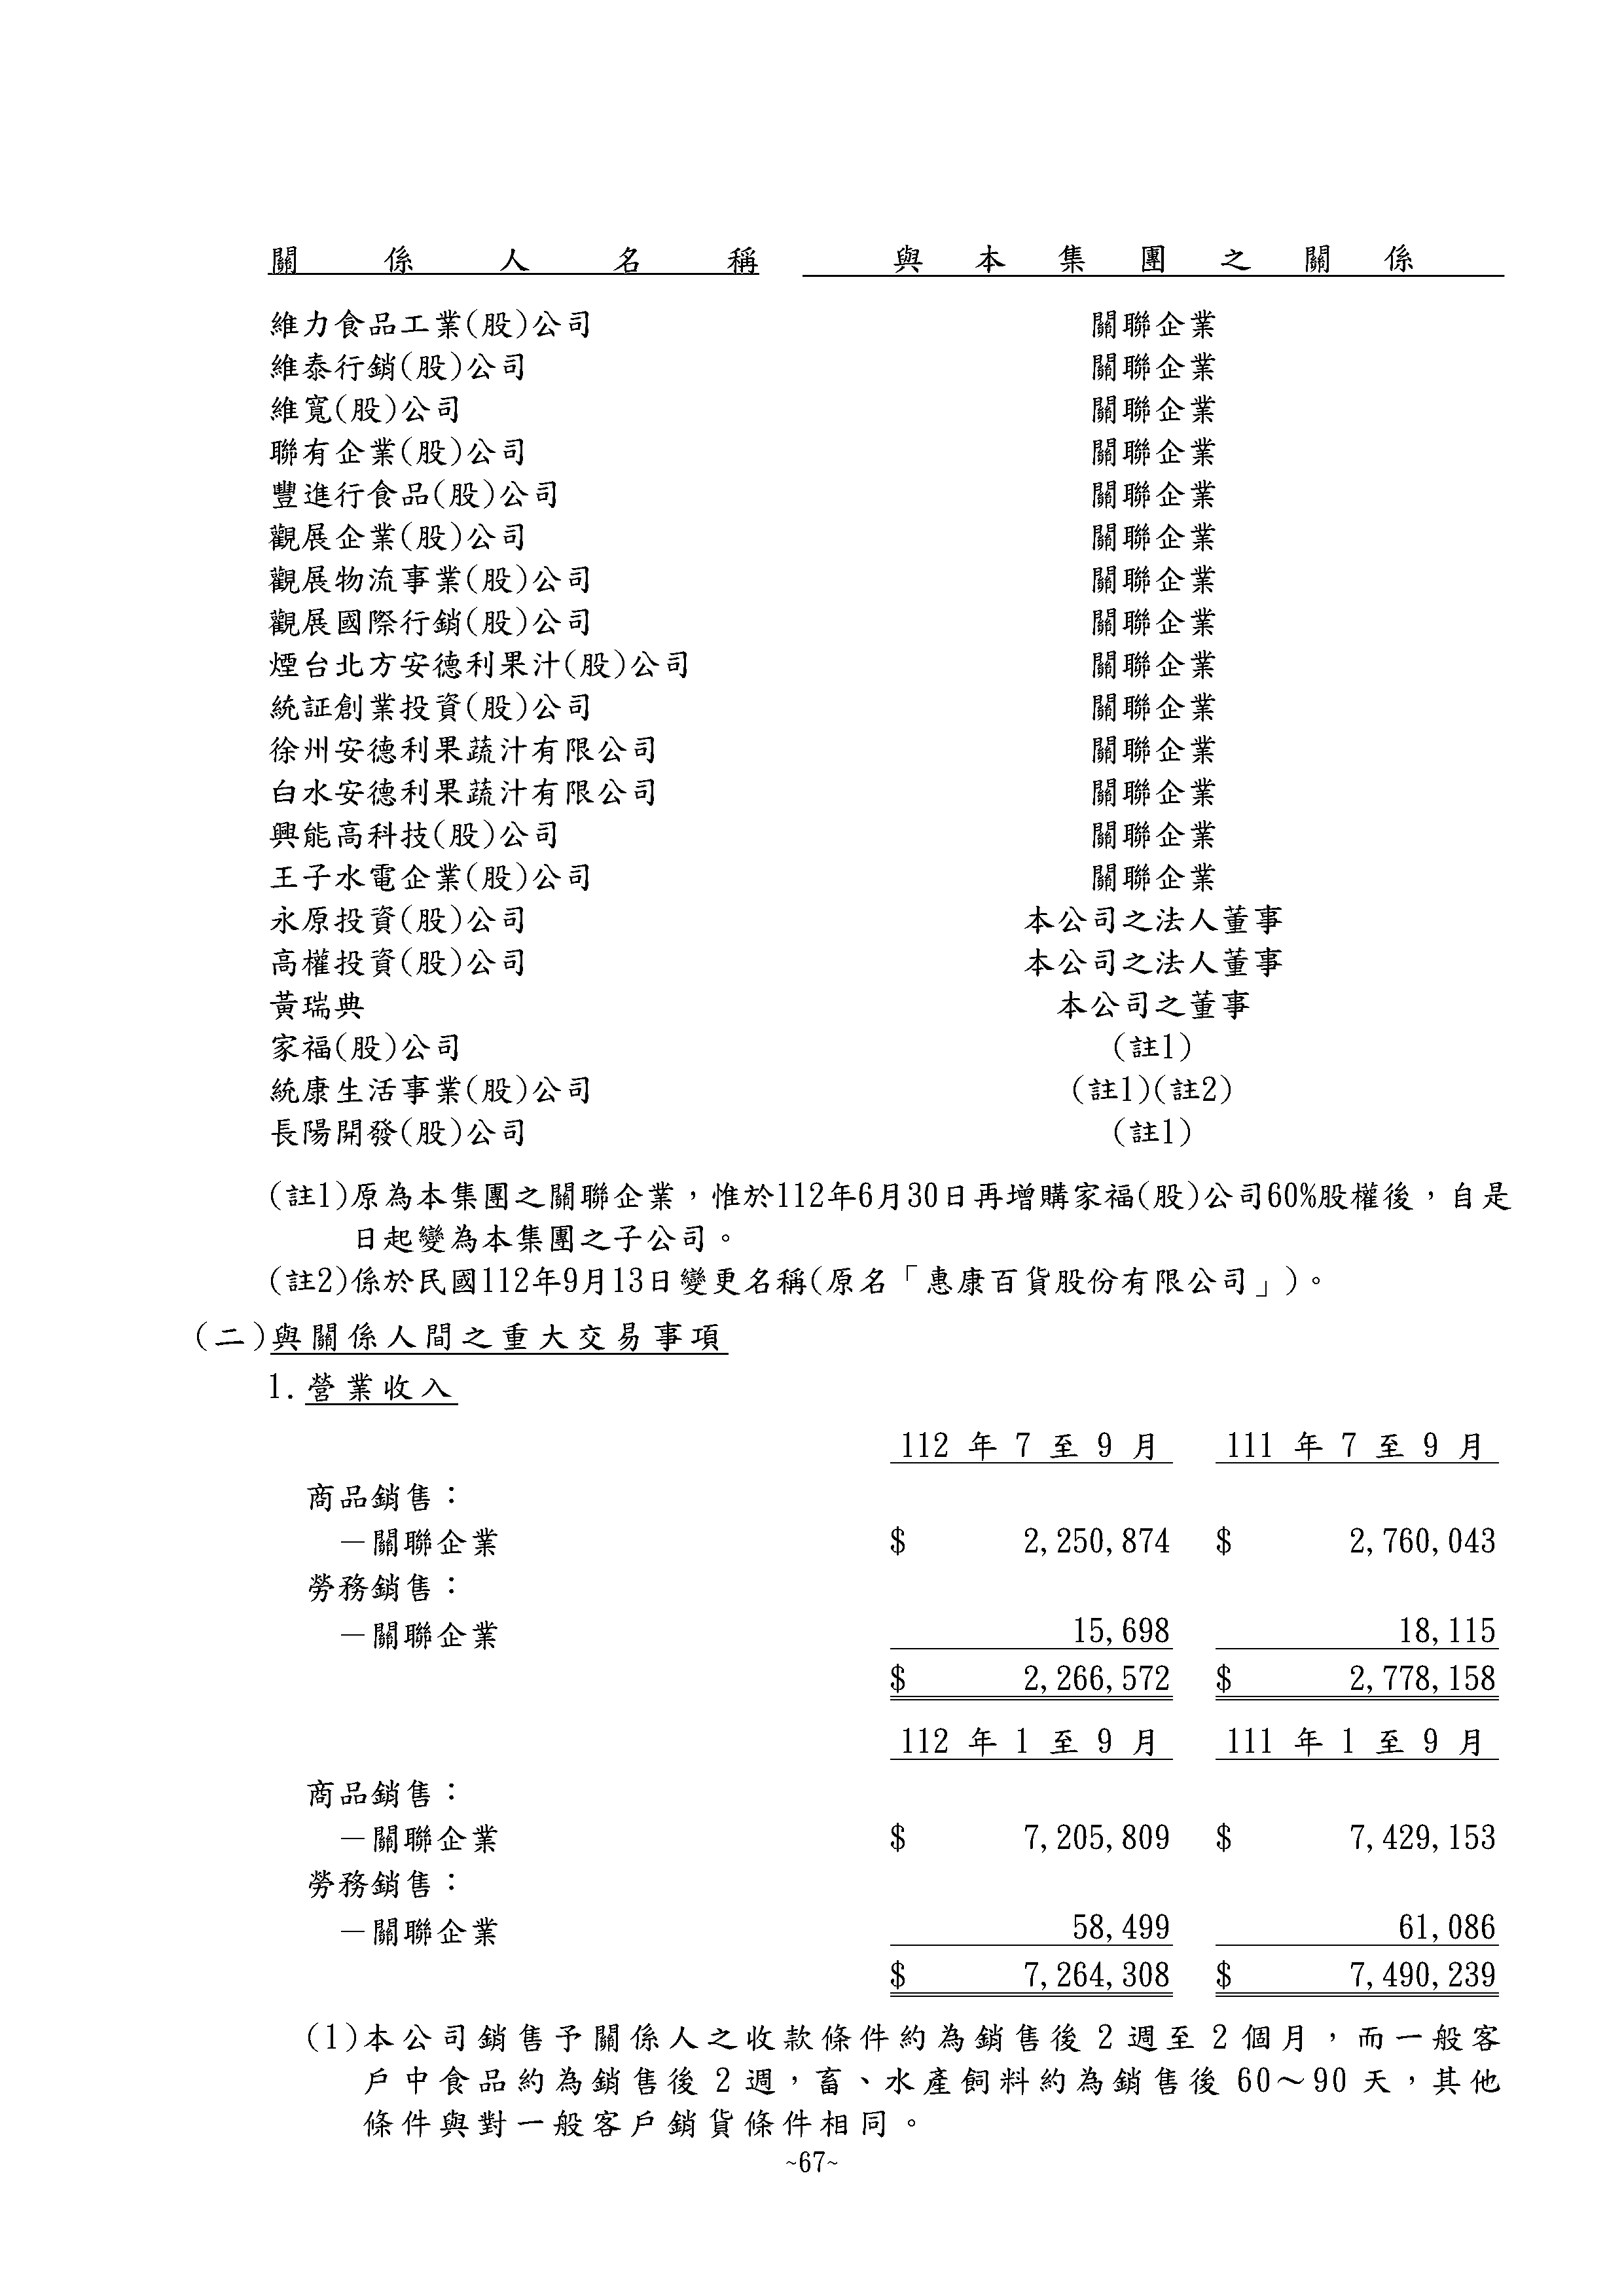 關係人名稱 與本集團之關係
維力食品工業(股)公司 關聯企業
維泰行銷(股)公司 關聯企業
維寬(股)公司 關聯企業
聯有企業(股)公司 關聯企業
豐進行食品(股)公司 關聯企業
觀展企業(股)公司 關聯企業
觀展物流事業(股)公司 關聯企業
觀展國際行銷(股)公司 關聯企業
煙台北方安德利果汁(股)公司 關聯企業
統証創業投資(股)公司 關聯企業
徐州安德利果蔬汁有限公司 關聯企業
白水安德利果蔬汁有限公司 關聯企業
興能高科技(股)公司 關聯企業
王子水電企業(股)公司 關聯企業
永原投資(股)公司 本公司之法人董事
高權投資(股)公司 本公司之法人董事
黃瑞典 本公司之董事
家福(股)公司 (註1)
統康生活事業(股)公司 (註1)(註2)
長陽開發(股)公司 (註1)
(註1)原為本集團之關聯企業，惟於112年6月30日再增購家福(股)公司60%股權後，自是
日起變為本集團之子公司。
(註2)係於民國112年9月13日變更名稱(原名「惠康百貨股份有限公司」)。
(二)與關係人間之重大交易事項
1.營業收入
112年7至9月 111年7至9月
商品銷售：
－關聯企業 $ 2,250,874 $ 2,760,043
勞務銷售：
－關聯企業 15,698 18,115
$ 2,266,572 $ 2,778,158
112年1至9月 111年1至9月
商品銷售：
－關聯企業 $ 7,205,809 $ 7,429,153
勞務銷售：
－關聯企業 58,499 61,086
$ 7,264,308 $ 7,490,239
(1)本公司銷售予關係人之收款條件約為銷售後2週至2個月，而一般客
戶中食品約為銷售後2週，畜、水產飼料約為銷售後60～90天，其他
條件與對一般客戶銷貨條件相同。
~67~